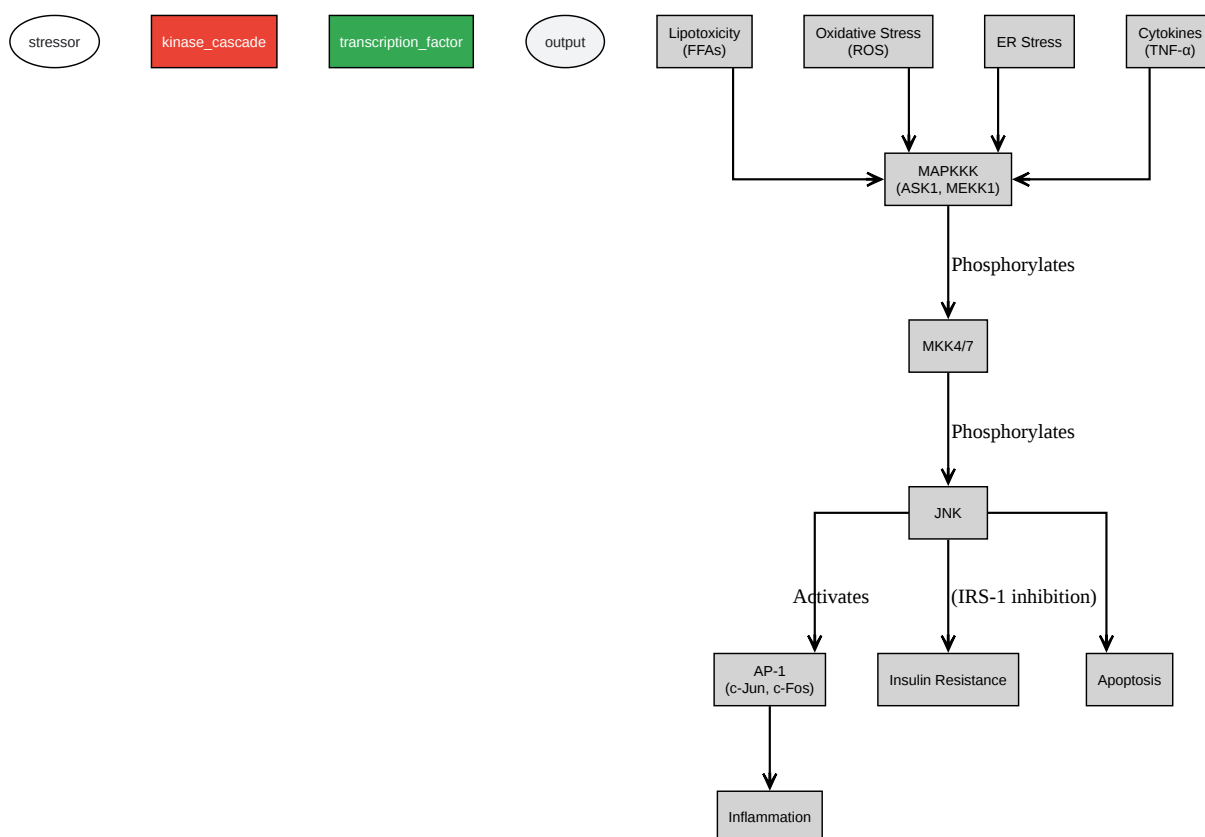 stressor
kinase_cascade
transcription_factor
output
Lipotoxicity
(FFAs)
Oxidative Stress
(ROS)
ER Stress
Cytokines
(TNF-α)
MAPKKK
(ASK1, MEKK1)
Phosphorylates
MKK4/7
Phosphorylates
JNK
Activates
(IRS-1 inhibition)
AP-1
(c-Jun, c-Fos)
Insulin Resistance
Apoptosis
Inflammation